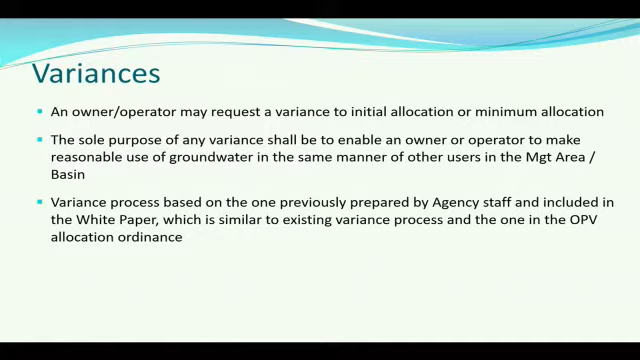 Variances
An owner/operator may request a variance to initial allocation or minimum allocation
The sole purpose of any variance shall be to enable an owner or operator to make
reasonable use of groundwater in the same manner of other users in the Mgt Area /
Basin
Variance process based on the one previously prepared by Agency staff and included in
the White Paper, which is similar to existing variance process and the one in the OPV
allocation ordinance